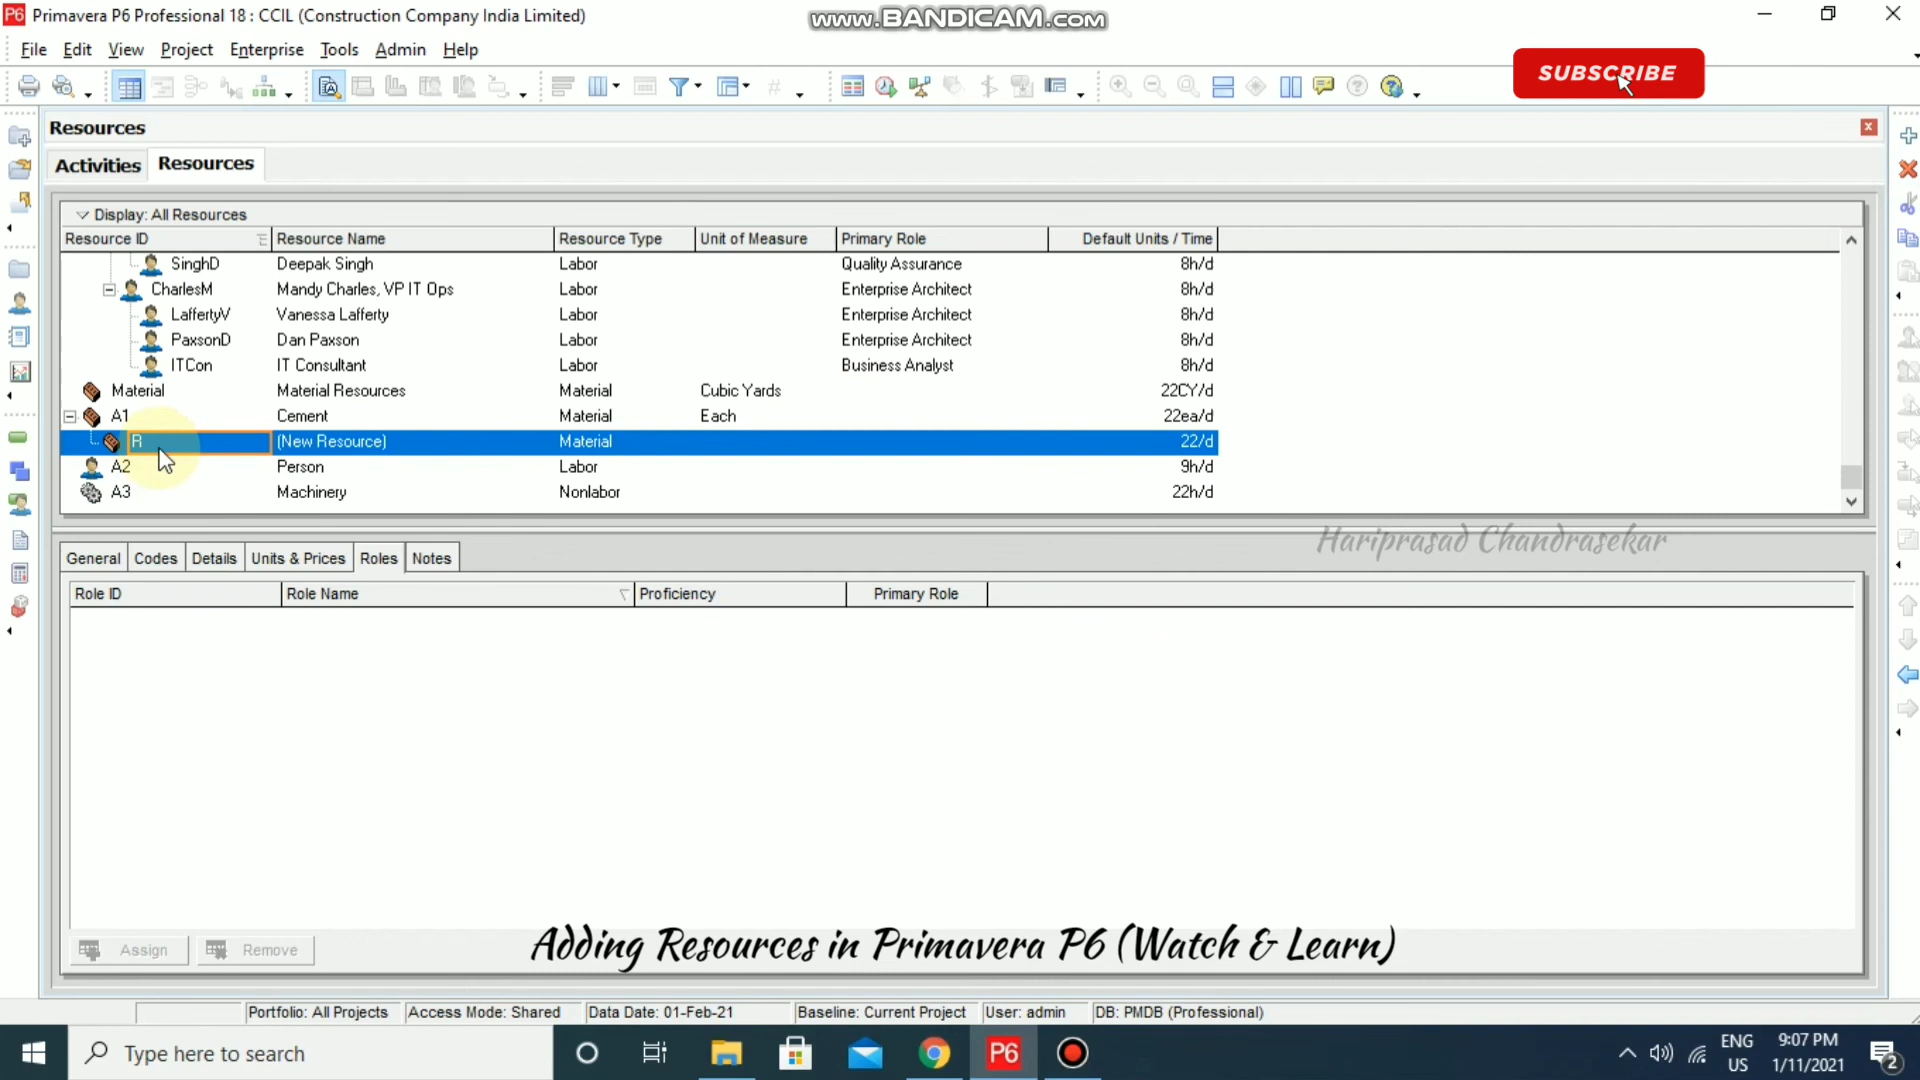 P6 Primavera P6 Professional 18 : CCIL (Construction Company India Limited)
www.BANDICAM.com
File Edit View Project Enterprise Tools Admin Help
SUBSCRIBE
Resources
Activities Resources
Display: All Resources
Resource ID Resource Name Resource Type Unit of Measure Primary Role Default Units / Time
SinghD Deepak Singh Labor Quality Assurance 8h/d
CharlesM Mandy Charles, VP IT Ops Labor Enterprise Architect 8h/d
LaffertyV Vanessa Lafferty Labor Enterprise Architect 8h/d
PaxsonD Dan Paxson Labor Enterprise Architect 8h/d
ITCon IT Consultant Labor Business Analyst 8h/d
Material Material Resources Material Cubic Yards 22CY/d
A1 Cement Material Each 22ea/d
R (New Resource) Material 22/d
A2 Person Labor 9h/d
A3 Machinery Nonlabor 22h/d
Hariprasad Chandrasekar
General Codes Details Units & Prices Roles Notes
Role ID Role Name Proficiency Primary Role
Assign Remove
Adding Resources in Primavera P6 (Watch & Learn)
Portfolio: All Projects Access Mode: Shared Data Date: 01-Feb-21 Baseline: Current Project User: admin DB: PMDB (Professional)
Type here to search
P6
ENG
US
9:07 PM
1/11/2021
2